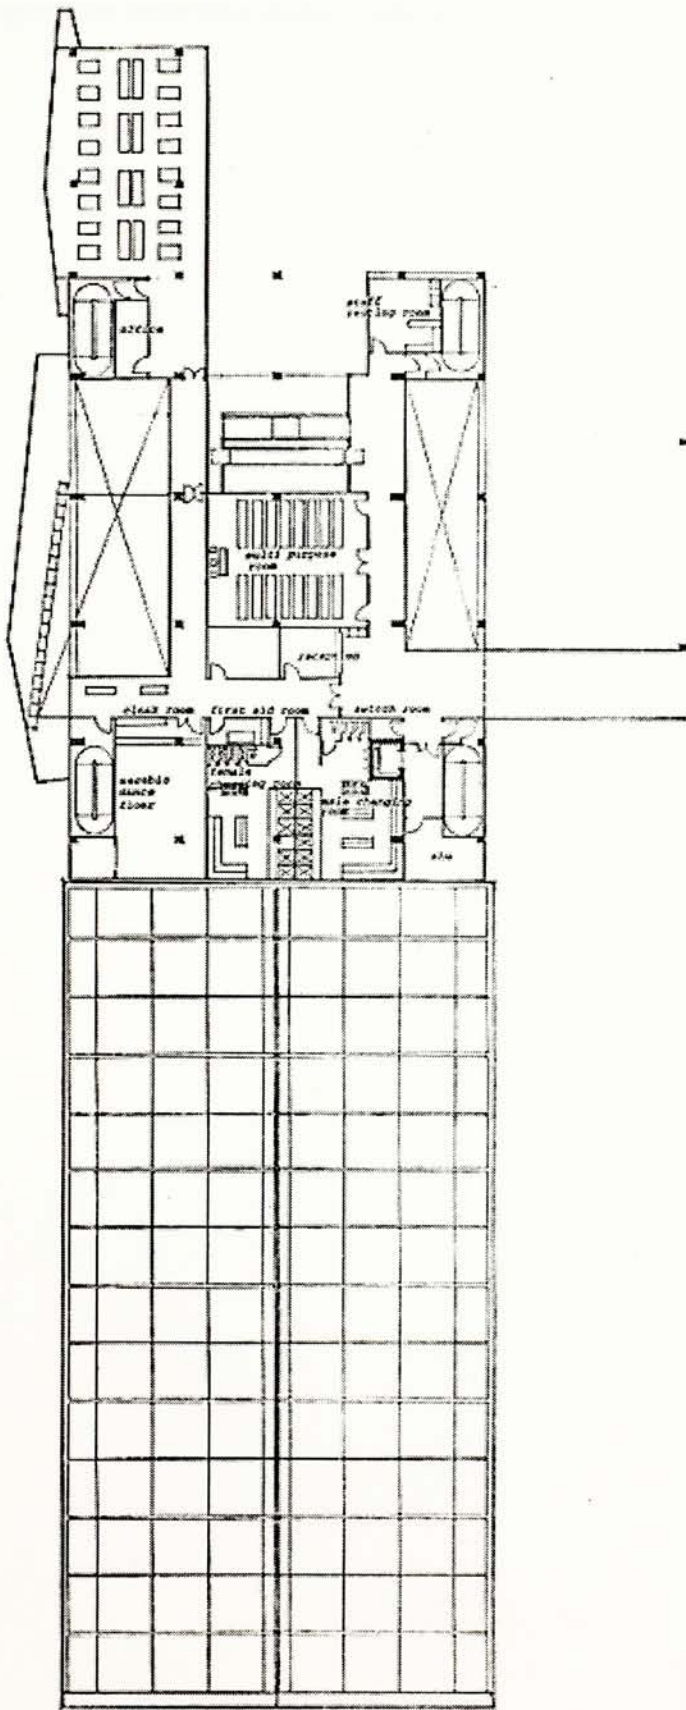 office
staff
resting room
multi purpose
room
reception
cloak room
first aid room
switch room
female
changing room
male changing
room
aerobic
dance
floor
ahu